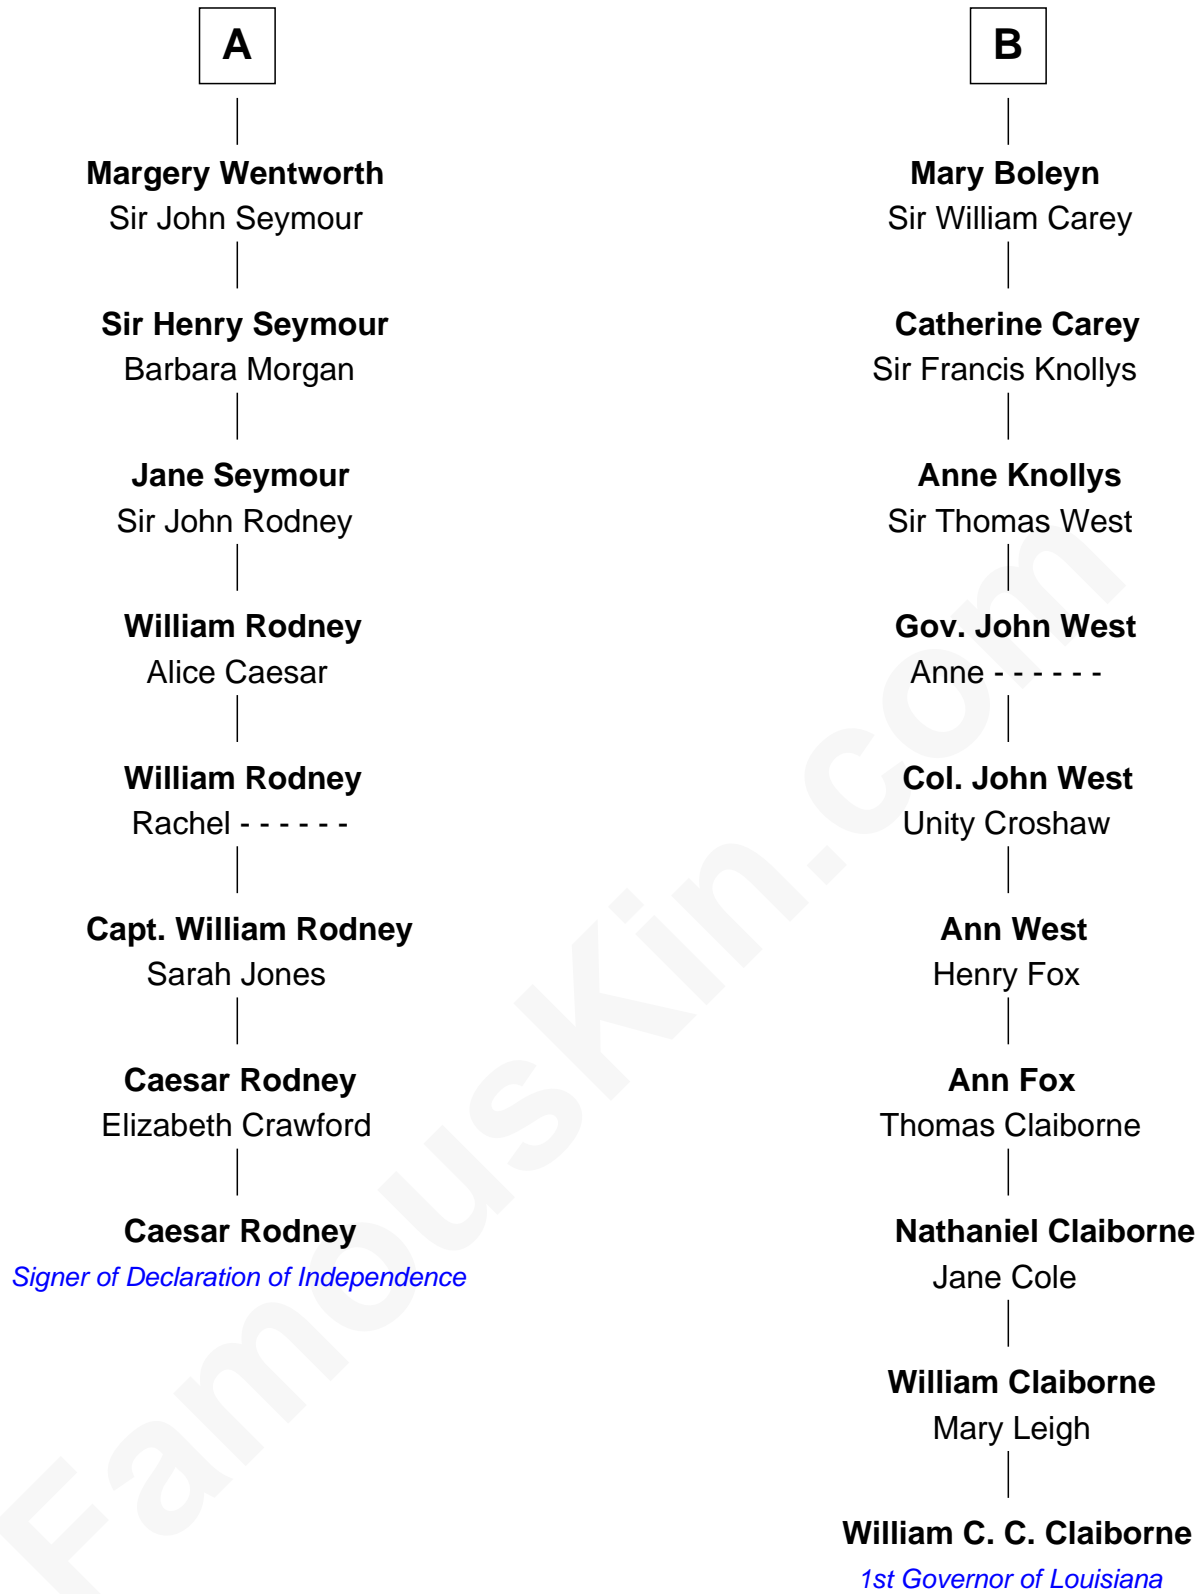 A
Margery Wentworth
Sir John Seymour
Sir Henry Seymour
Barbara Morgan
Jane Seymour
Sir John Rodney
William Rodney
Alice Caesar
William Rodney
Rachel - - - - - -
Capt. William Rodney
Sarah Jones
Caesar Rodney
Elizabeth Crawford
Caesar Rodney
Signer of Declaration of Independence
B
Mary Boleyn
Sir William Carey
Catherine Carey
Sir Francis Knollys
Anne Knollys
Sir Thomas West
Gov. John West
Anne - - - - - -
Col. John West
Unity Croshaw
Ann West
Henry Fox
Ann Fox
Thomas Claiborne
Nathaniel Claiborne
Jane Cole
William Claiborne
Mary Leigh
William C. C. Claiborne
1st Governor of Louisiana
FamousKin.com